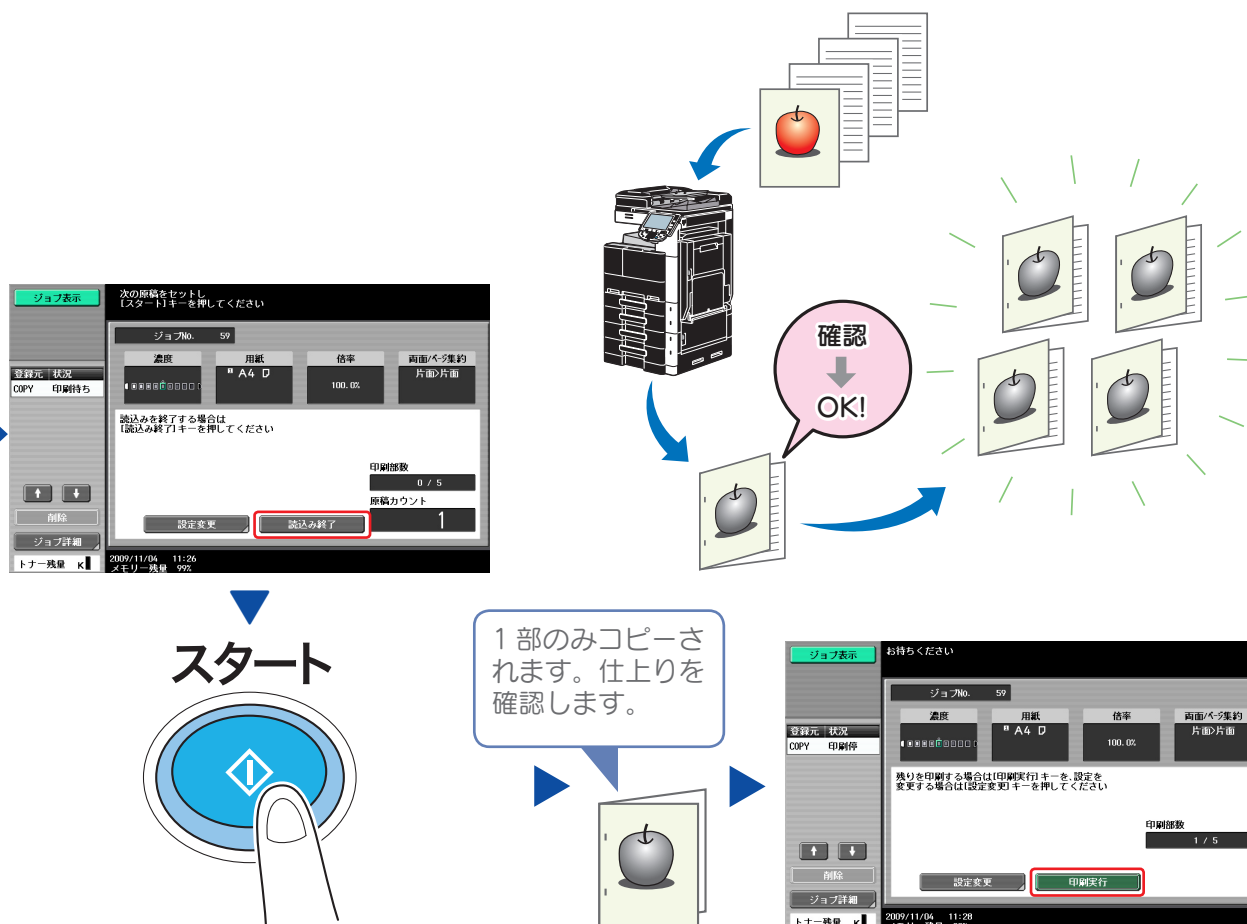 確認
OK!
ジョブ表示
次の原稿をセットし
[スタート]キーを押してください
ジョブNo. 59
濃度
用紙
倍率
両面/ページ集約
A4
100.0%
片面>片面
登録元 状況
COPY 印刷待ち
読込みを終了する場合は
[読込み終了]キーを押してください
印刷部数
0 / 5
原稿カウント
1
設定変更
読込み終了
削除
ジョブ詳細
トナー残量 K
2009/11/04 11:26
メモリー残量 99%
スタート
1 部のみコピーさ
れます。仕上りを
確認します。
ジョブ表示
お待ちください
ジョブNo. 59
濃度
用紙
倍率
両面/ページ集約
A4
100.0%
片面>片面
登録元 状況
COPY 印刷停
残りを印刷する場合は[印刷実行]キーを、設定を
変更する場合は[設定変更]キーを押してください
印刷部数
1 / 5
設定変更
印刷実行
削除
ジョブ詳細
トナー残量 K
2009/11/04 11:28